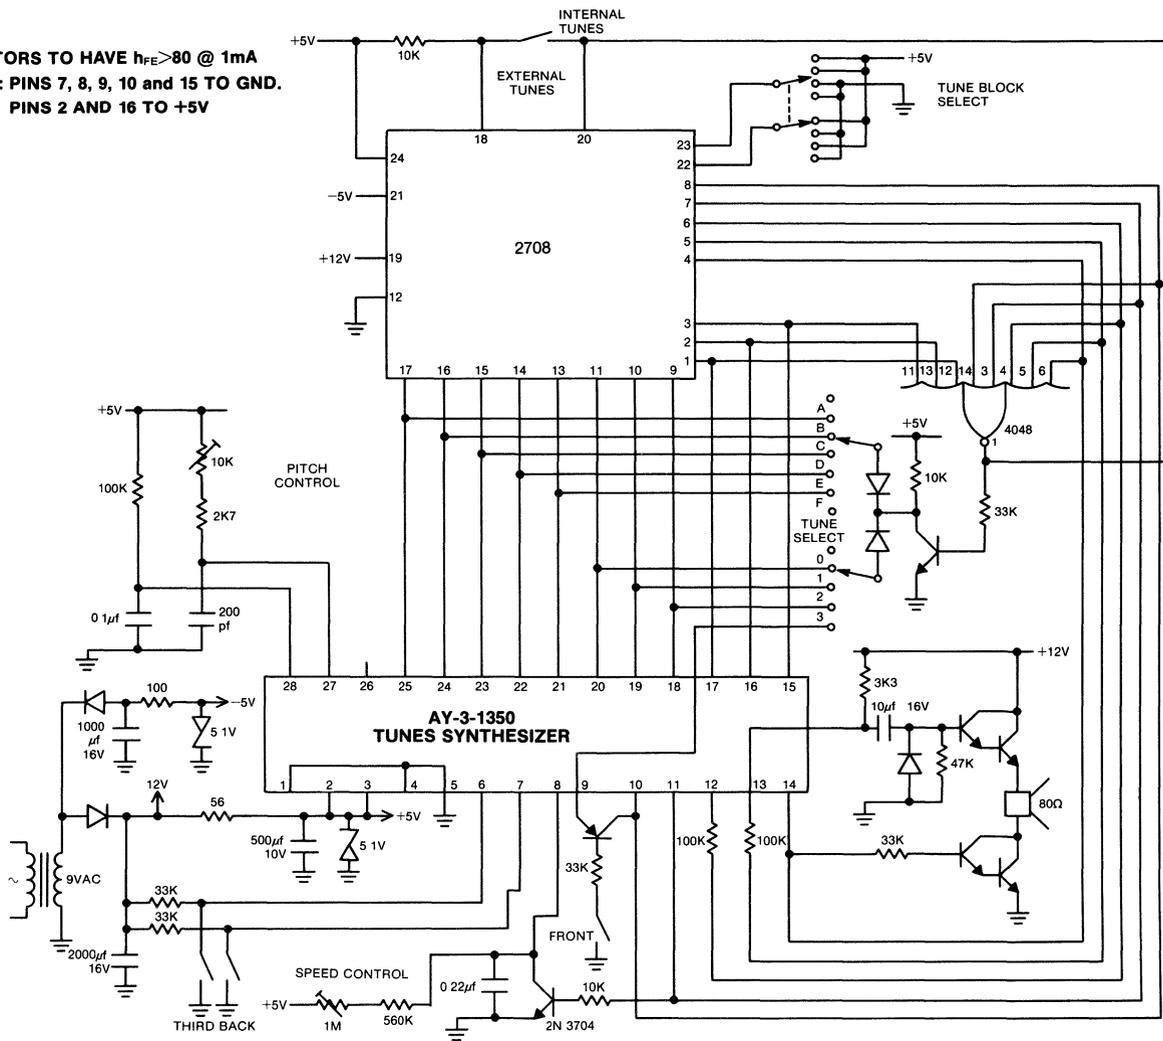 TORS TO HAVE hFE>80 @ 1mA
: PINS 7, 8, 9, 10 and 15 TO GND.
PINS 2 AND 16 TO +5V
+5V
10K
INTERNAL
TUNES
EXTERNAL
TUNES
+5V
TUNE BLOCK
SELECT
18
20
24
21
19
12
−5V
+12V
2708
23
22
8
7
6
5
4
3
2
1
17 16 15 14 13 11 10 9
11 13 12 14 3 4 5 6
4048
1
+5V
10K
33K
A
B
C
D
E
F
TUNE
SELECT
0
1
2
3
+5V
10K
100K
2K7
PITCH
CONTROL
0 1µf
200
pf
28 27 26 25 24 23 22 21 20 19 18 17 16 15
AY-3-1350
TUNES SYNTHESIZER
1 2 3 4 5 6 7 8 9 10 11 12 13 14
100
−5V
1000
µf
16V
5 1V
12V
56
+5V
500µf
10V
5 1V
~
9VAC
33K
33K
2000µf
16V
THIRD BACK
SPEED CONTROL
+5V
1M
560K
0 22µf
2N 3704
10K
33K
FRONT
100K
100K
+12V
3K3
10µf 16V
47K
80Ω
33K